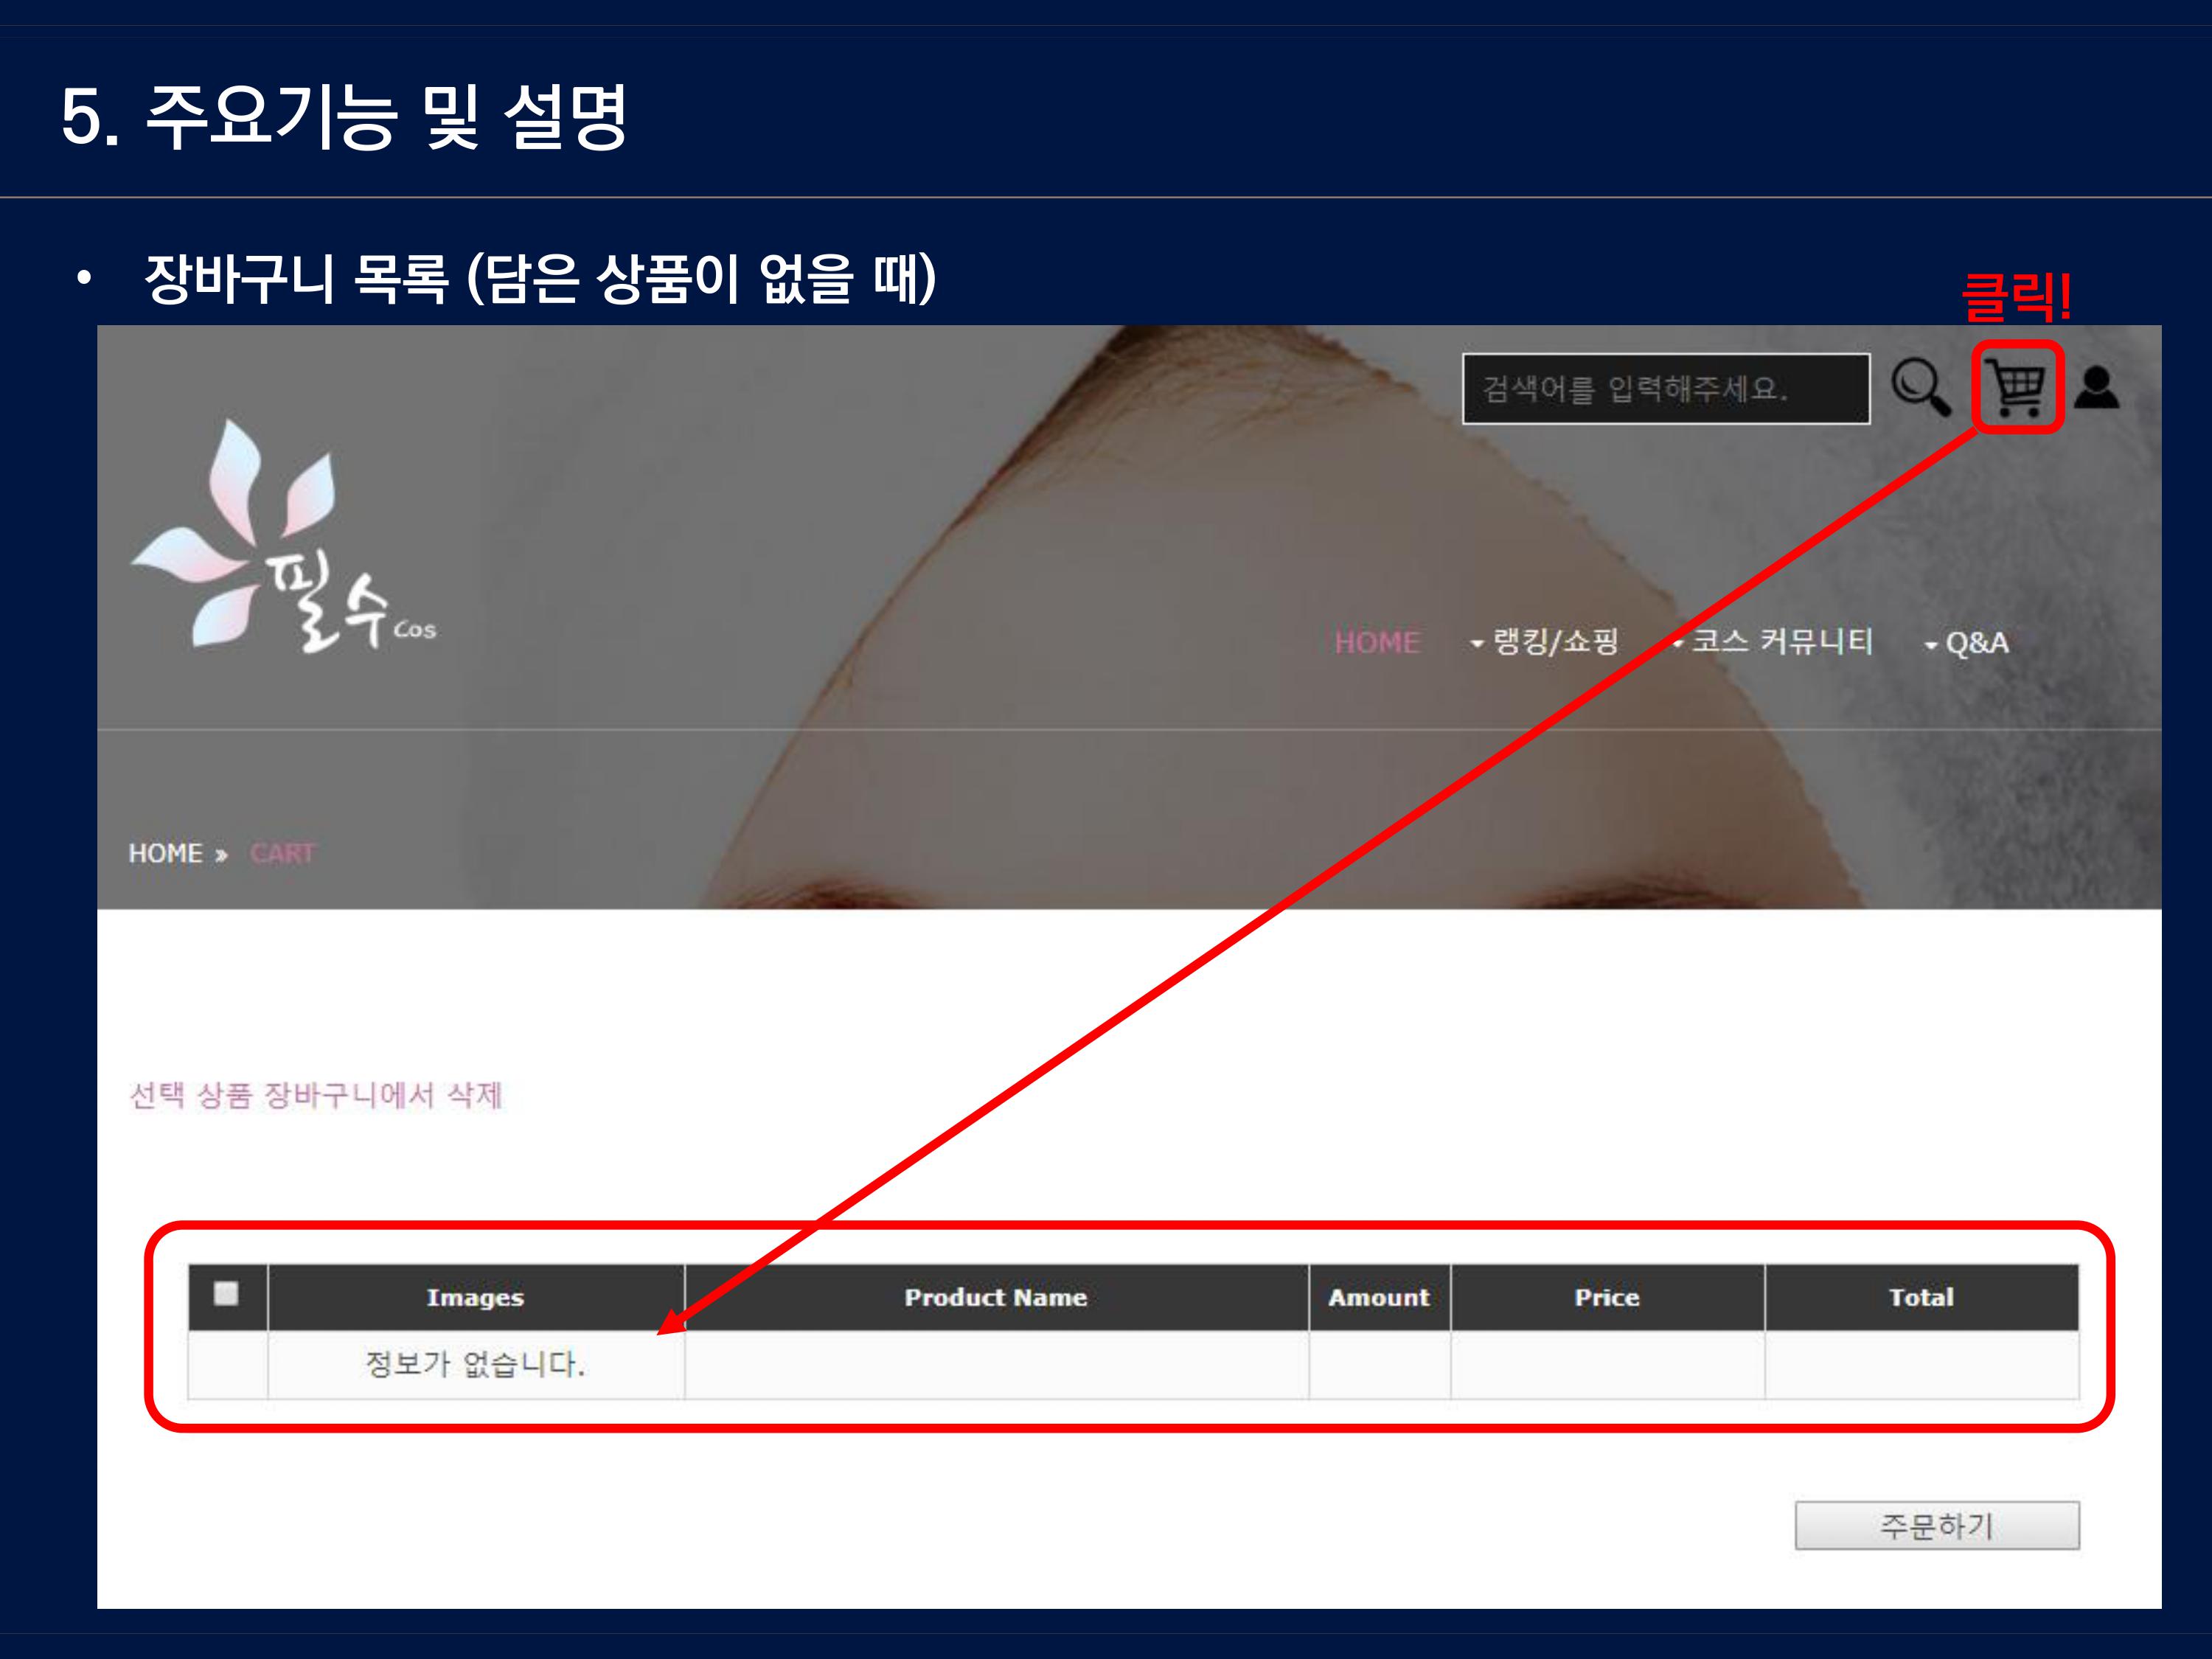 5. 주요기능 및 설명
• 장바구니 목록 (담은 상품이 없을 때)
클릭!
검색어를 입력해주세요.
필수 Cos
HOME 랭킹/쇼핑 코스 커뮤니티 Q&A
HOME » CART
선택 상품 장바구니에서 삭제
Images Product Name Amount Price Total
정보가 없습니다.
주문하기